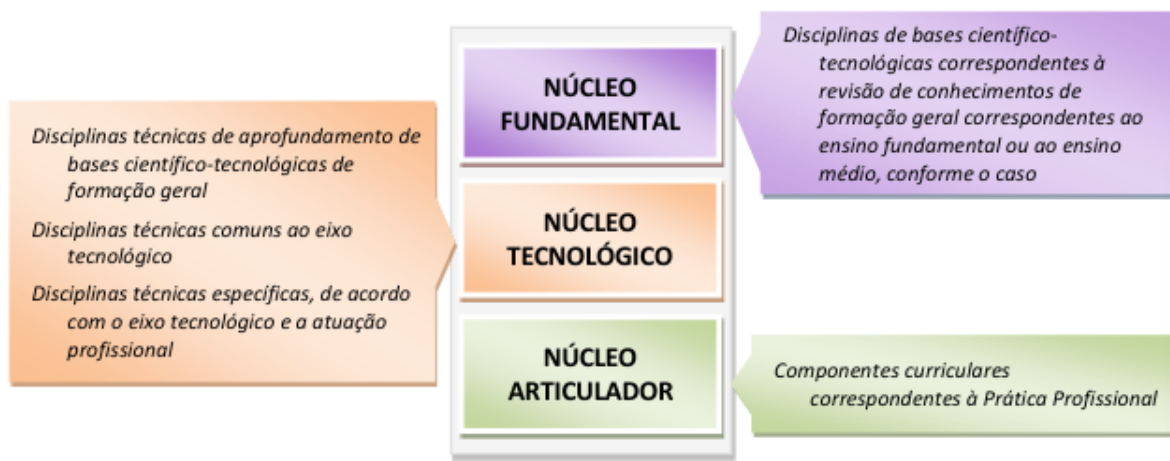 NÚCLEO
FUNDAMENTAL
Disciplinas de bases científico-
tecnológicas correspondentes à
revisão de conhecimentos de
formação geral correspondentes ao
ensino fundamental ou ao ensino
médio, conforme o caso
Disciplinas técnicas de aprofundamento de
bases científico-tecnológicas de
formação geral
Disciplinas técnicas comuns ao eixo
tecnológico
Disciplinas técnicas específicas, de acordo
com o eixo tecnológico e a atuação
profissional
NÚCLEO
TECNOLÓGICO
NÚCLEO
ARTICULADOR
Componentes curriculares
correspondentes à Prática Profissional